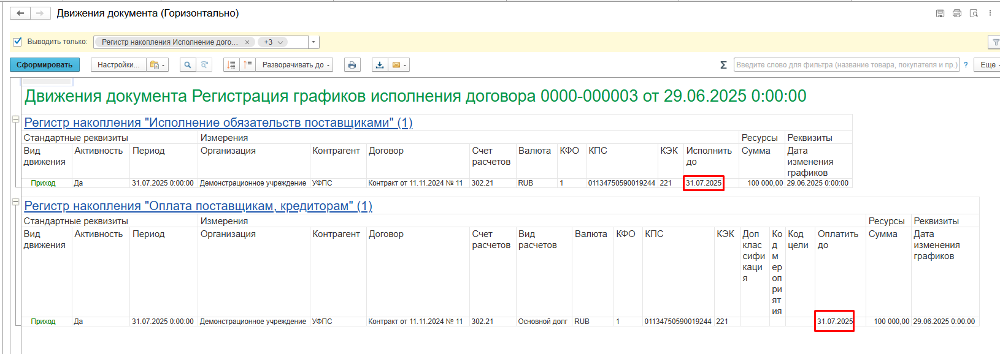 Движения документа (Горизонтально)
Выводить только: Регистр накопления Исполнение дого... × +3
Сформировать Настройки... Разворачивать до Σ Введите слово для фильтра (название товара, покупателя и пр.) ? Еще
Движения документа Регистрация графиков исполнения договора 0000-000003 от 29.06.2025 0:00:00
Регистр накопления "Исполнение обязательств поставщиками" (1)
Стандартные реквизиты Измерения Ресурсы Реквизиты
Вид движения Активность Период Организация Контрагент Договор Счет расчетов Валюта КФО КПС КЭК Исполнить до Сумма Дата изменения графиков
Приход Да 31.07.2025 0:00:00 Демонстрационное учреждение УФПС Контракт от 11.11.2024 № 11 302.21 RUB 1 01134750590019244 221 31.07.2025 100 000,00 29.06.2025 0:00:00
Регистр накопления "Оплата поставщикам, кредиторам" (1)
Стандартные реквизиты Измерения Ресурсы Реквизиты
Вид движения Активность Период Организация Контрагент Договор Счет расчетов Вид расчетов Валюта КФО КПС КЭК Доп классификация Код мероприятия Код цели Оплатить до Сумма Дата изменения графиков
Приход Да 31.07.2025 0:00:00 Демонстрационное учреждение УФПС Контракт от 11.11.2024 № 11 302.21 Основной долг RUB 1 01134750590019244 221 31.07.2025 100 000,00 29.06.2025 0:00:00